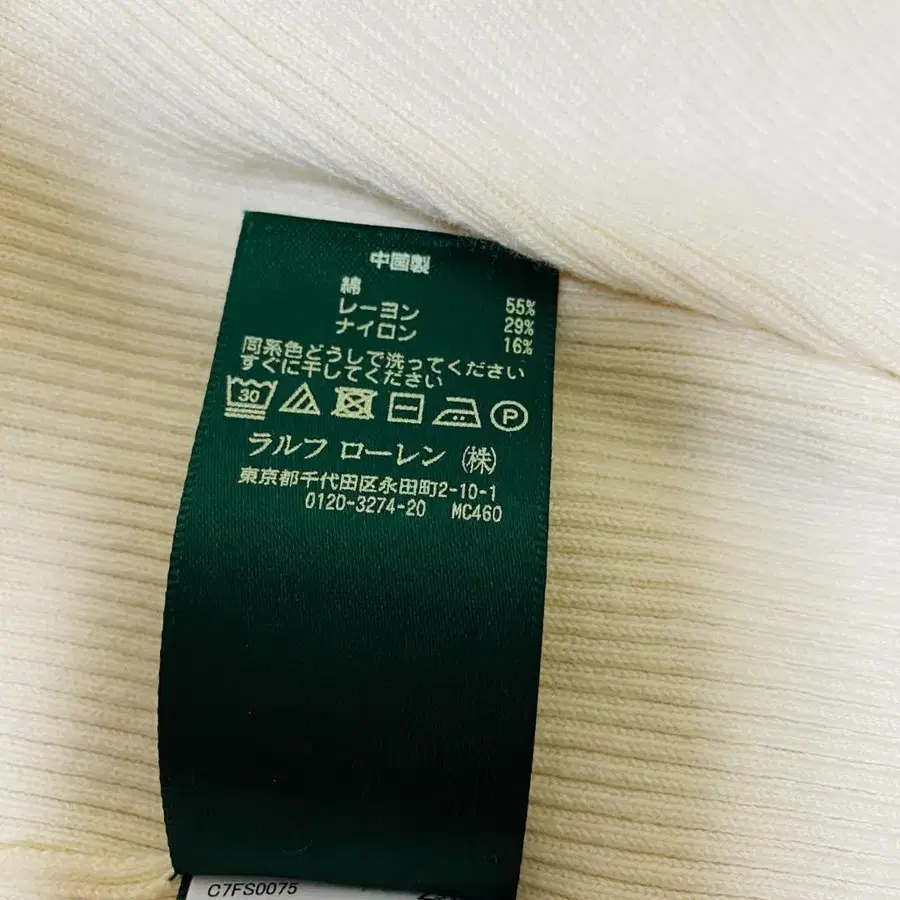 中国製
綿 55%
レーヨン 29%
ナイロン 16%
同系色どうしで洗ってください
すぐに干してください
30 P
ラルフ ローレン (株)
東京都千代田区永田町2-10-1
0120-3274-20 MC460
C7FS0075